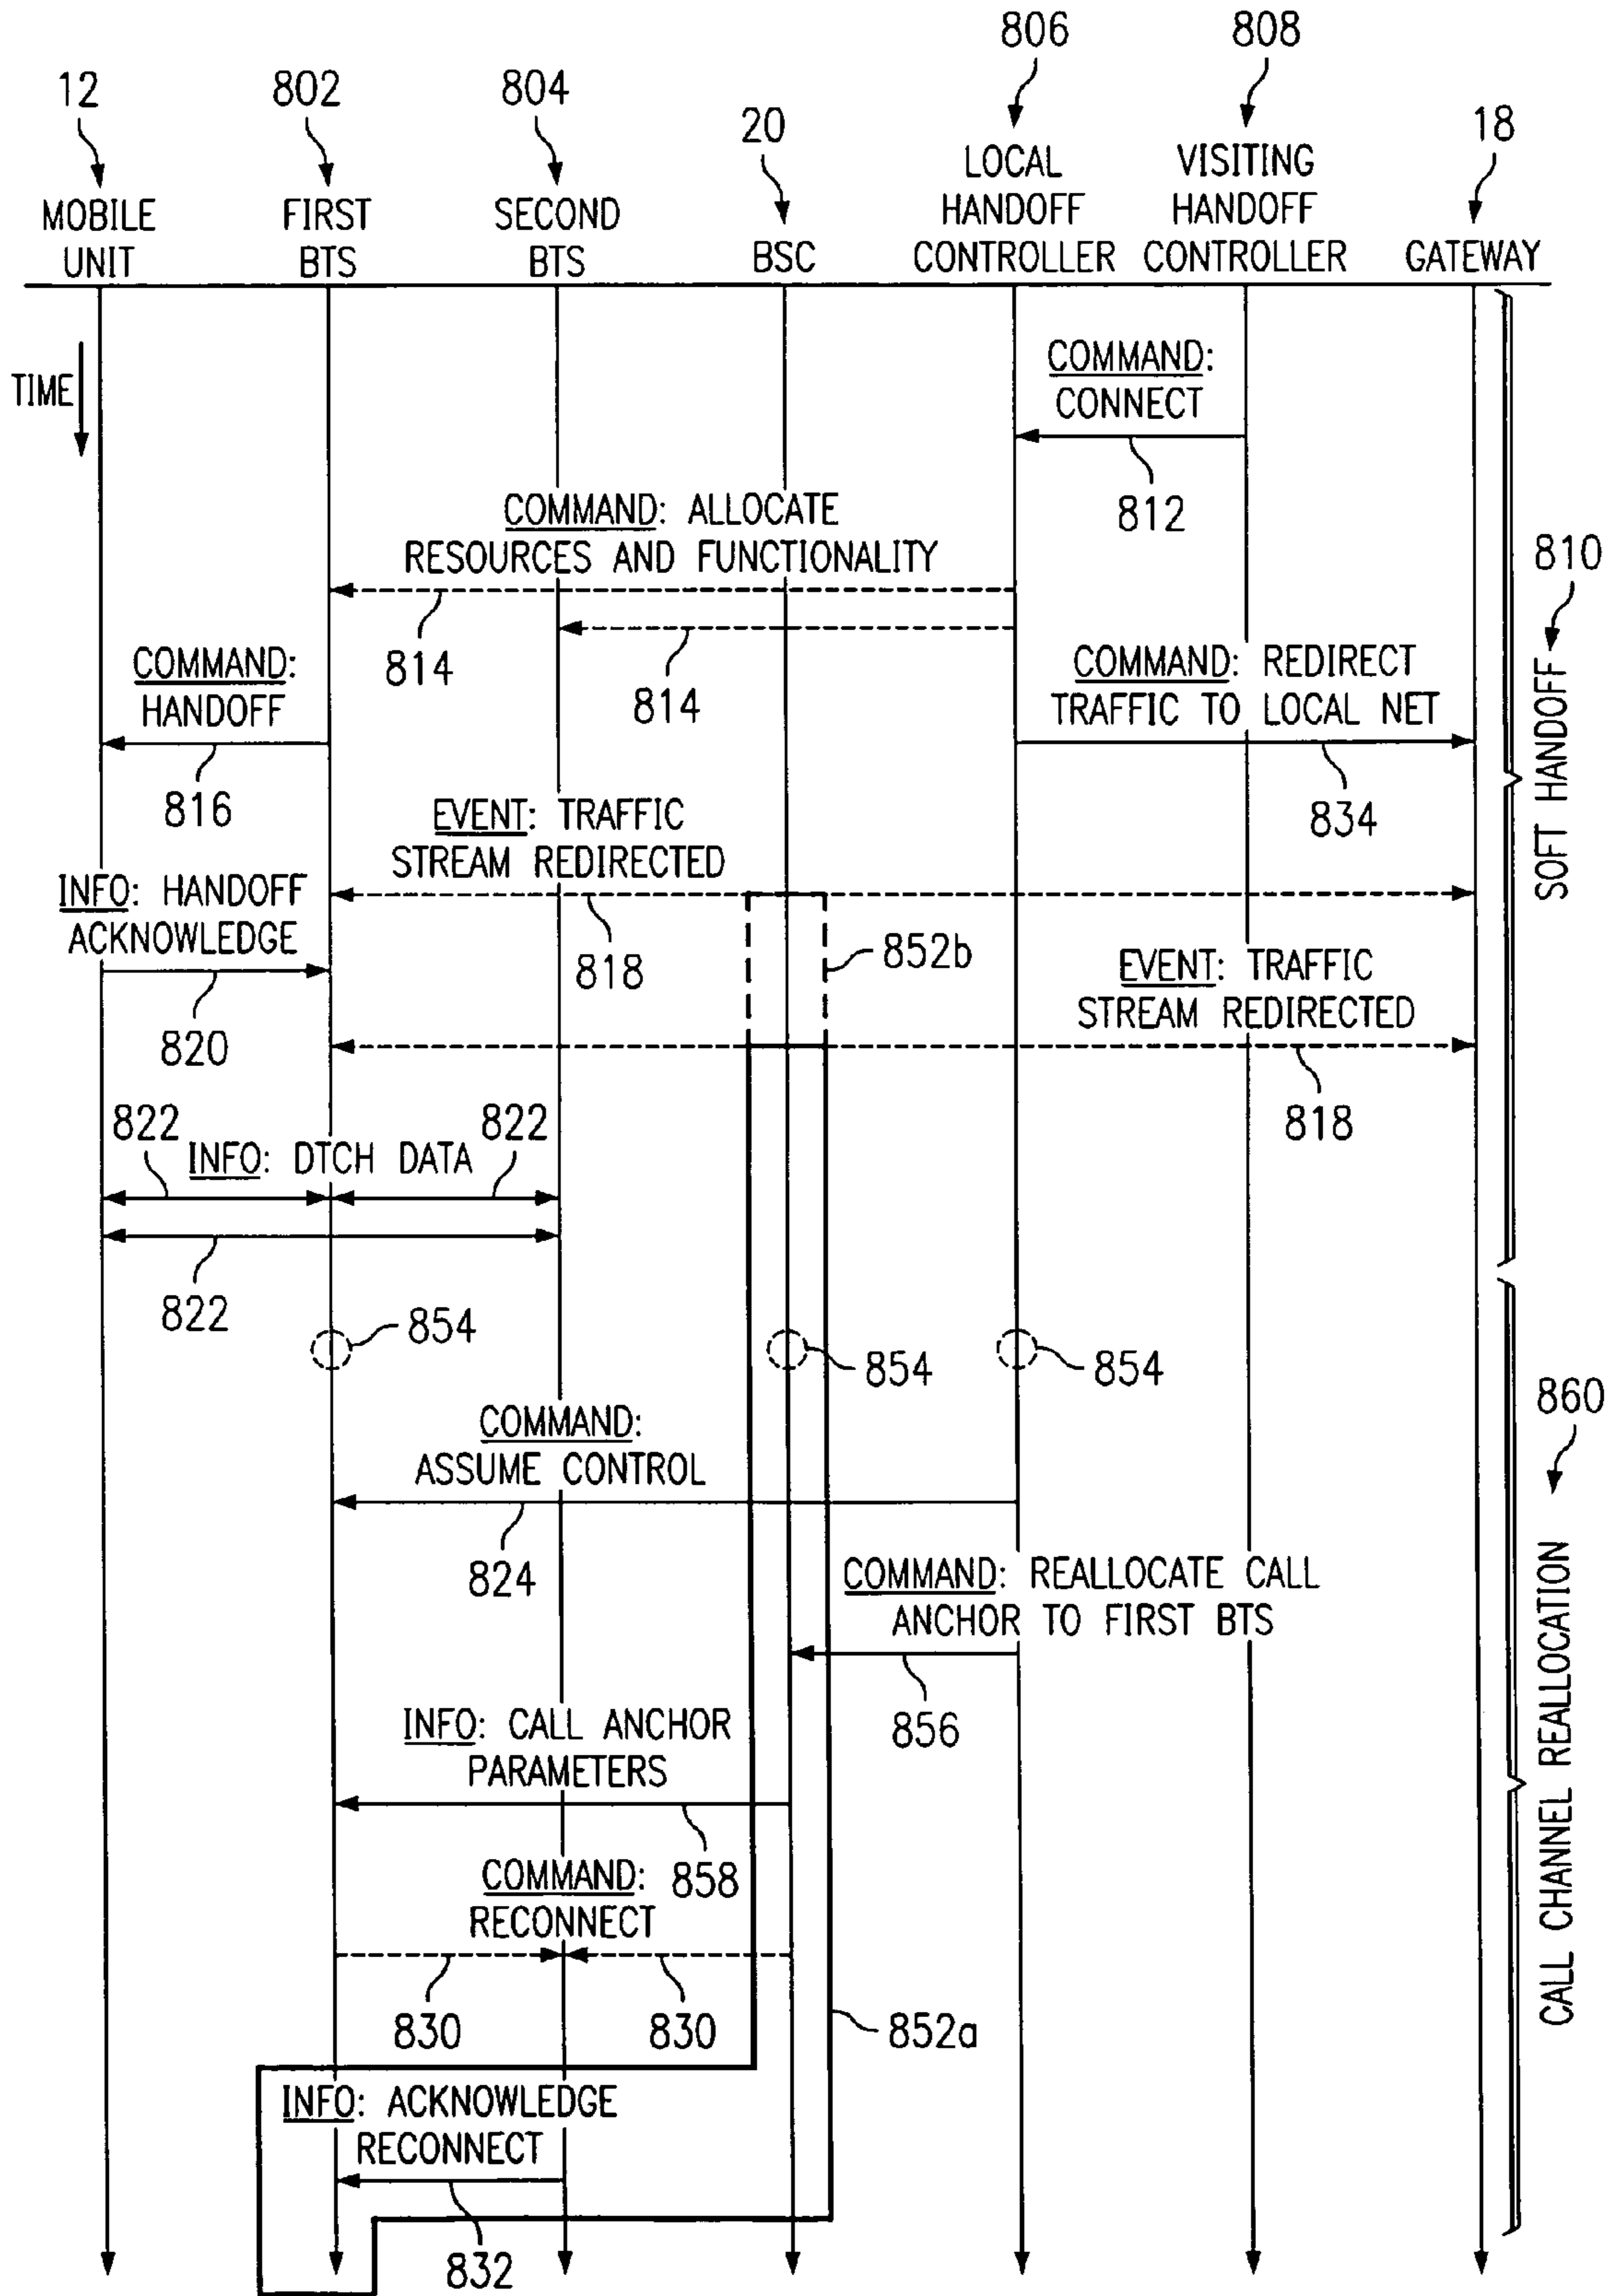 806
808
12
802
804
20
18
LOCAL
HANDOFF
CONTROLLER
VISITING
HANDOFF
CONTROLLER
MOBILE
UNIT
FIRST
BTS
SECOND
BTS
BSC
GATEWAY
TIME
COMMAND:
CONNECT
812
COMMAND: ALLOCATE
RESOURCES AND FUNCTIONALITY
810
SOFT HANDOFF
814
814
COMMAND:
HANDOFF
816
COMMAND: REDIRECT
TRAFFIC TO LOCAL NET
834
EVENT: TRAFFIC
STREAM REDIRECTED
818
INFO: HANDOFF
ACKNOWLEDGE
820
852b
EVENT: TRAFFIC
STREAM REDIRECTED
818
822
822
INFO: DTCH DATA
822
854
854
854
860
CALL CHANNEL REALLOCATION
COMMAND:
ASSUME CONTROL
824
COMMAND: REALLOCATE CALL
ANCHOR TO FIRST BTS
856
INFO: CALL ANCHOR
PARAMETERS
858
COMMAND:
RECONNECT
830
830
852a
INFO: ACKNOWLEDGE
RECONNECT
832